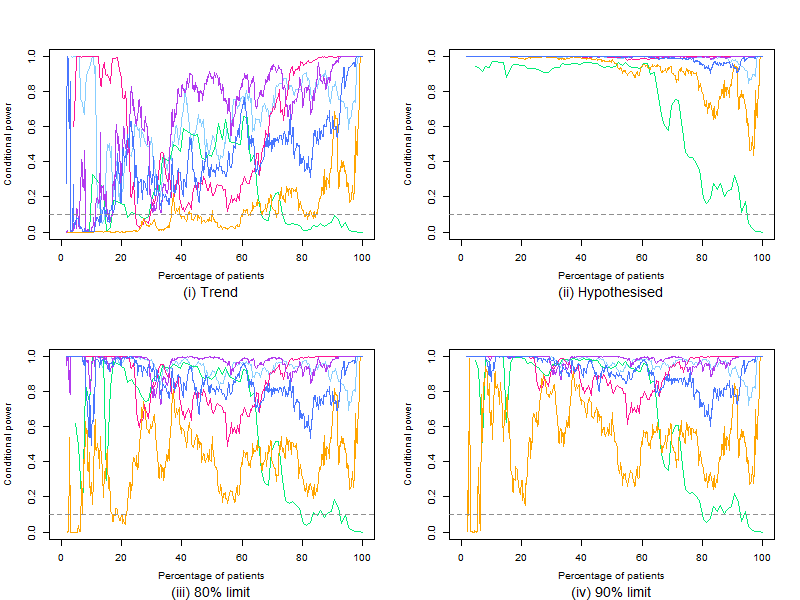 Conditional power
0.0 0.2 0.4 0.6 0.8 1.0
0 20 40 60 80 100
Percentage of patients
(i) Trend
Conditional power
0.0 0.2 0.4 0.6 0.8 1.0
0 20 40 60 80 100
Percentage of patients
(ii) Hypothesised
Conditional power
0.0 0.2 0.4 0.6 0.8 1.0
0 20 40 60 80 100
Percentage of patients
(iii) 80% limit
Conditional power
0.0 0.2 0.4 0.6 0.8 1.0
0 20 40 60 80 100
Percentage of patients
(iv) 90% limit